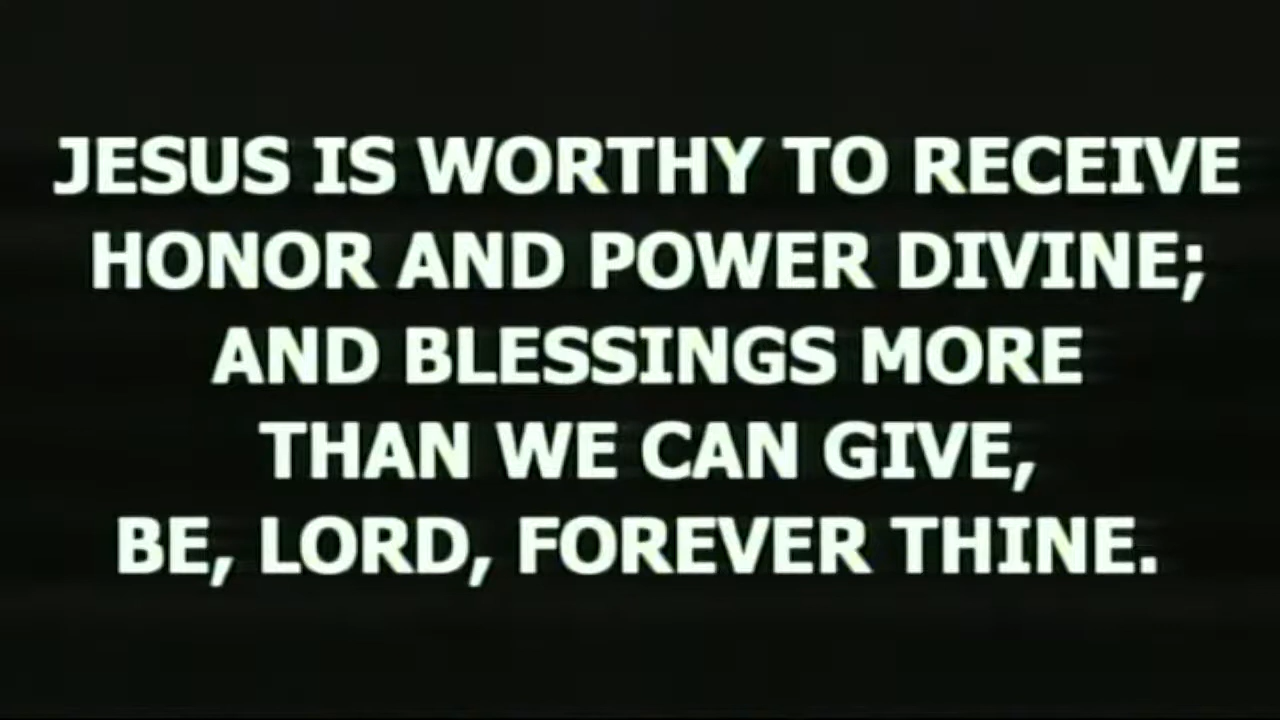 JESUS IS WORTHY TO RECEIVE
HONOR AND POWER DIVINE;
AND BLESSINGS MORE
THAN WE CAN GIVE,
BE, LORD, FOREVER THINE.